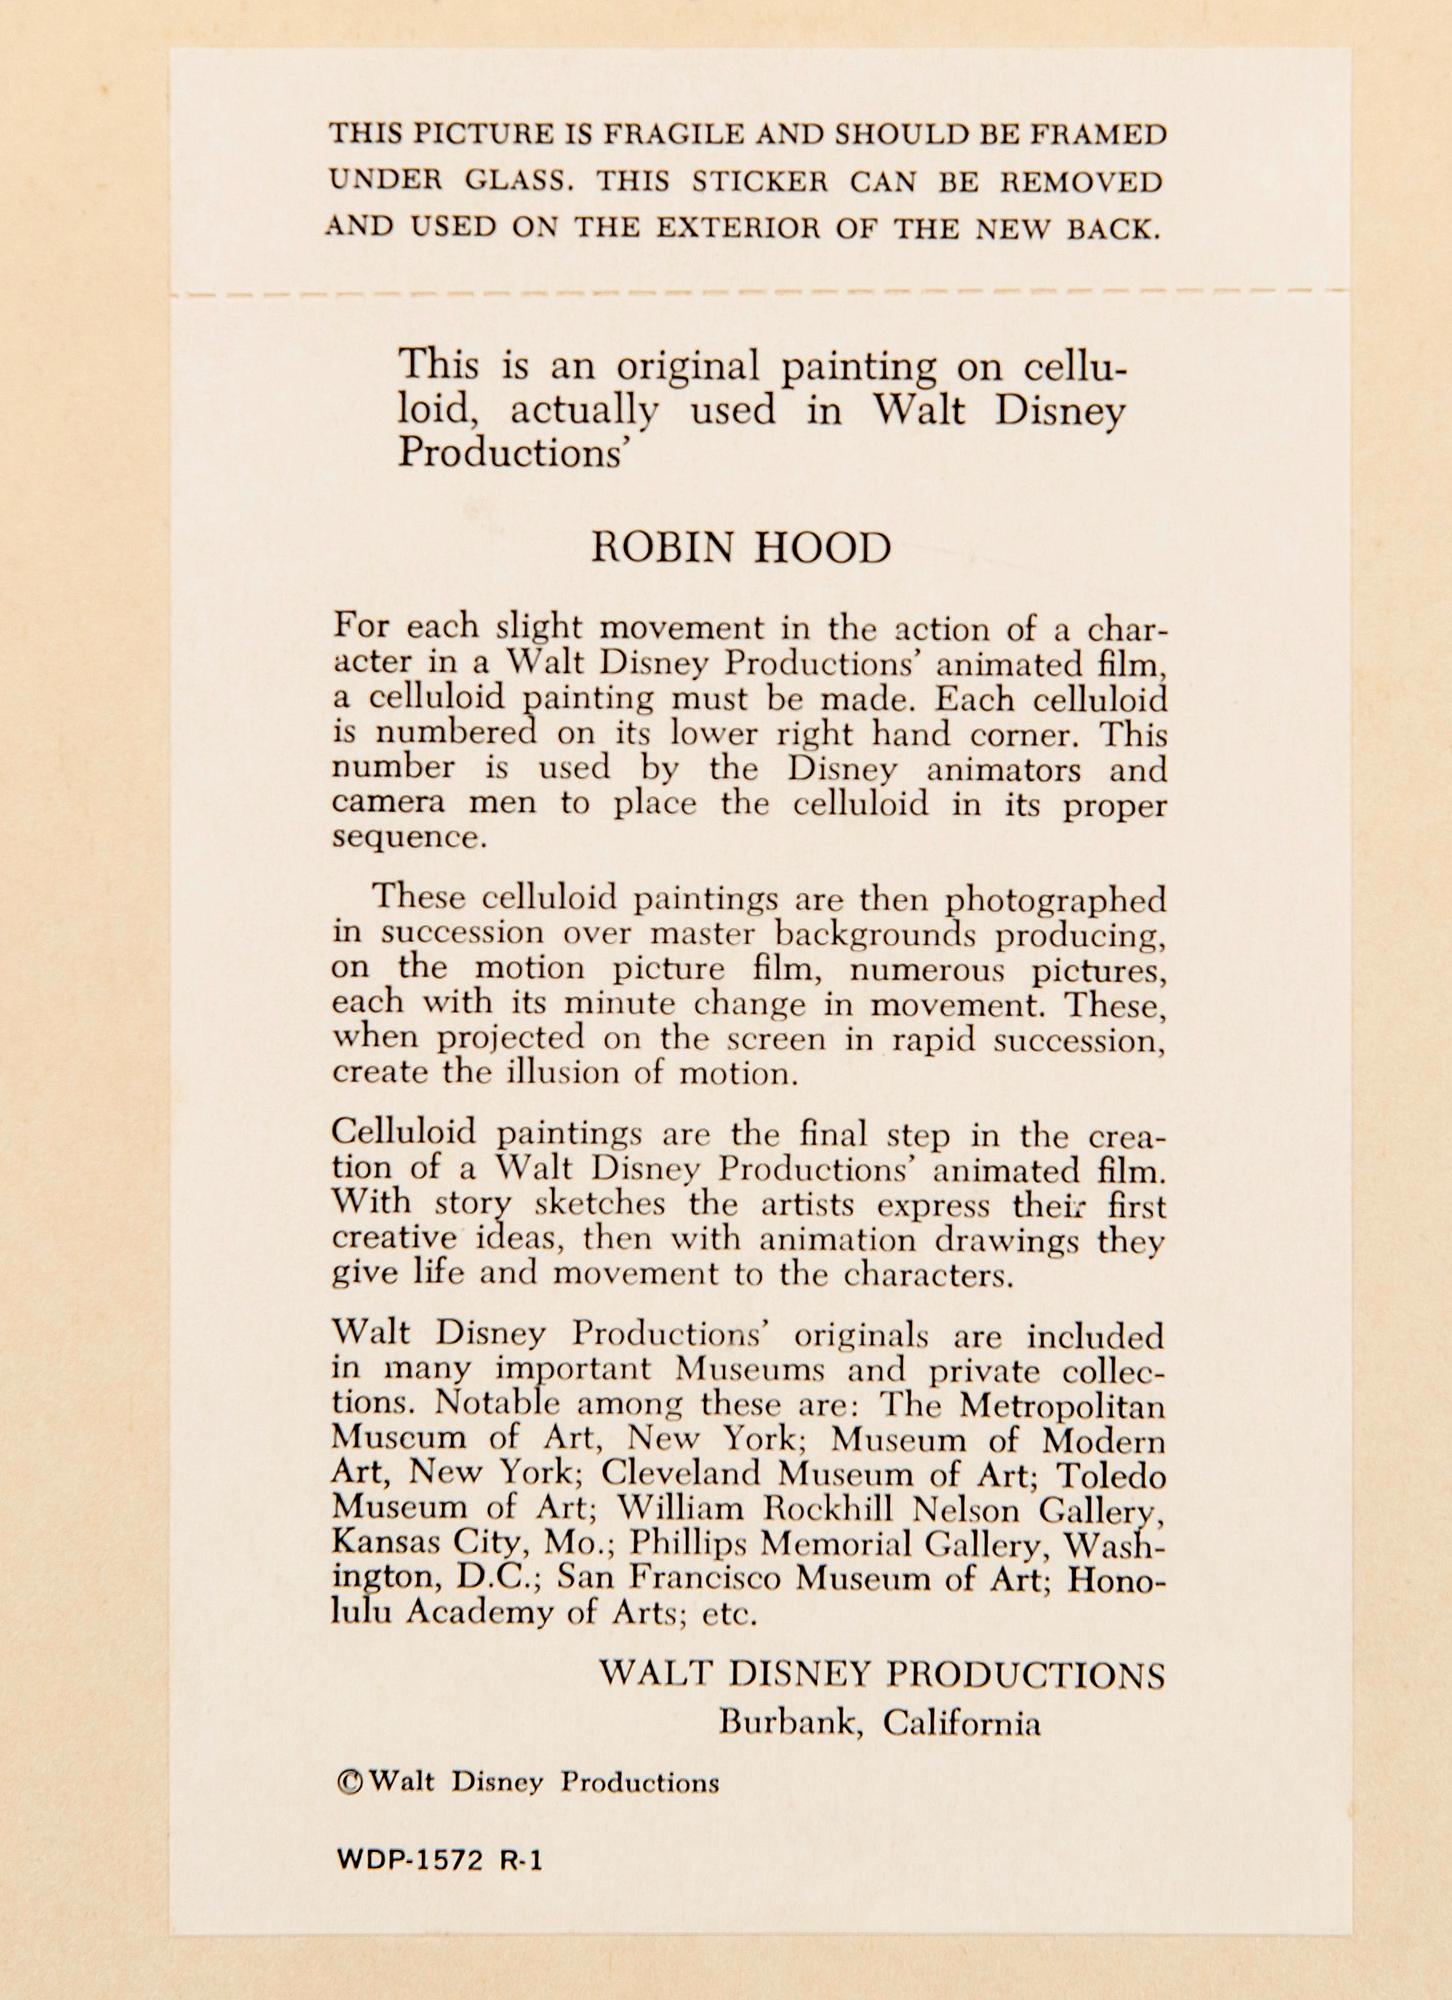 THIS PICTURE IS FRAGILE AND SHOULD BE FRAMED
UNDER GLASS. THIS STICKER CAN BE REMOVED
AND USED ON THE EXTERIOR OF THE NEW BACK.
This is an original painting on cellu-
loid, actually used in Walt Disney
Productions’
ROBIN HOOD
For each slight movement in the action of a char-
acter in a Walt Disney Productions’ animated film,
a celluloid painting must be made. Each celluloid
is numbered on its lower right hand corner. This
number is used by the Disney animators and
camera men to place the celluloid in its proper
sequence.
These celluloid paintings are then photographed
in succession over master backgrounds producing,
on the motion picture film, numerous pictures,
each with its minute change in movement. These,
when projected on the screen in rapid succession,
create the illusion of motion.
Celluloid paintings are the final step in the crea-
tion of a Walt Disney Productions’ animated film.
With story sketches the artists express their first
creative ideas, then with animation drawings they
give life and movement to the characters.
Walt Disney Productions’ originals are included
in many important Museums and private collec-
tions. Notable among these are: The Metropolitan
Museum of Art, New York; Museum of Modern
Art, New York; Cleveland Museum of Art; Toledo
Museum of Art; William Rockhill Nelson Gallery,
Kansas City, Mo.; Phillips Memorial Gallery, Wash-
ington, D.C.; San Francisco Museum of Art; Hono-
lulu Academy of Arts; etc.
WALT DISNEY PRODUCTIONS
Burbank, California
©Walt Disney Productions
WDP-1572 R-1